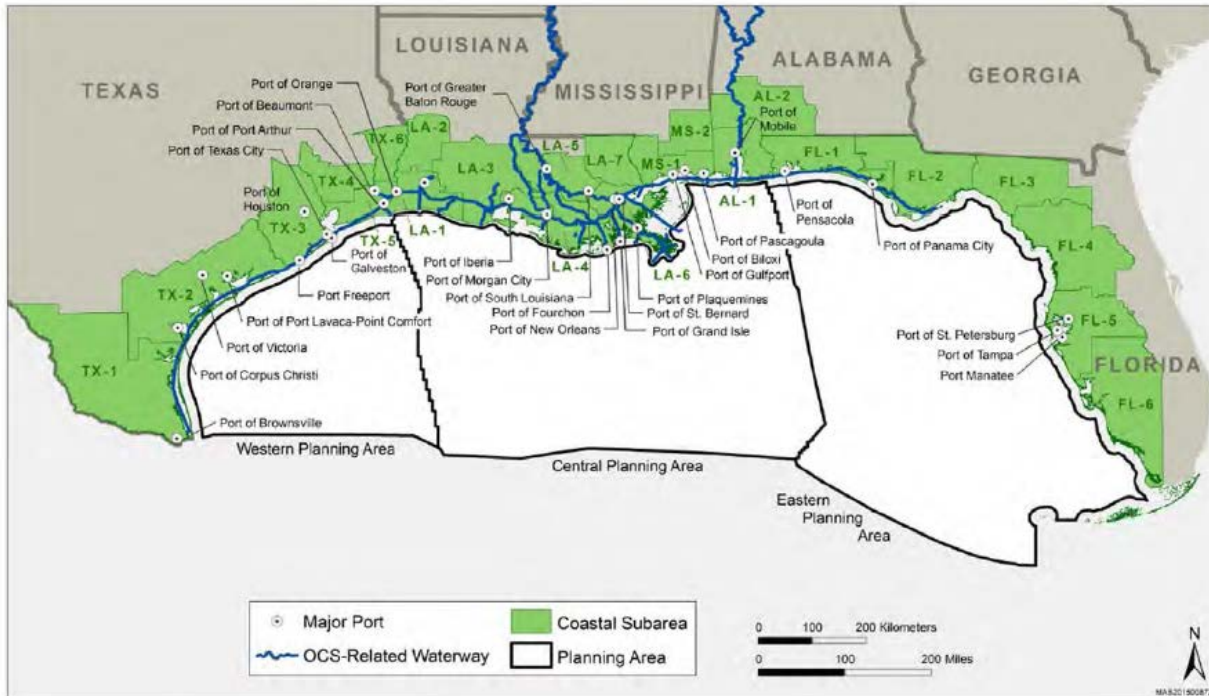 LOUISIANA
MISSISSIPPI
ALABAMA
GEORGIA
TEXAS
FLORIDA
Port of Orange
Port of Beaumont
Port of Port Arthur
Port of Texas City
Port of
Houston
Port of Greater
Baton Rouge
AL-2
Port of
Mobile
TX-6
LA-2
LA-5
MS-2
LA-3
LA-7
MS-1
FL-1
FL-2
FL-3
TX-4
TX-3
TX-5
LA-1
AL-1
FL-4
Port of
Galveston
Port of Iberia
Port of Morgan City
LA-4
LA-6
Port of
Pensacola
Port of Pascagoula
Port of Biloxi
Port of Gulfport
Port of Panama City
TX-2
Port Freeport
Port of South Louisiana
Port of Fourchon
Port of New Orleans
Port of Plaquemines
Port of St. Bernard
Port of Grand Isle
Port of Port Lavaca-Point Comfort
Port of Victoria
Port of Corpus Christi
TX-1
Port of Brownsville
Port of St. Petersburg
Port of Tampa
Port Manatee
FL-5
FL-6
Western Planning Area
Central Planning Area
Eastern
Planning
Area
Major Port
Coastal Subarea
OCS-Related Waterway
Planning Area
0 100 200 Kilometers
0 100 200 Miles
N